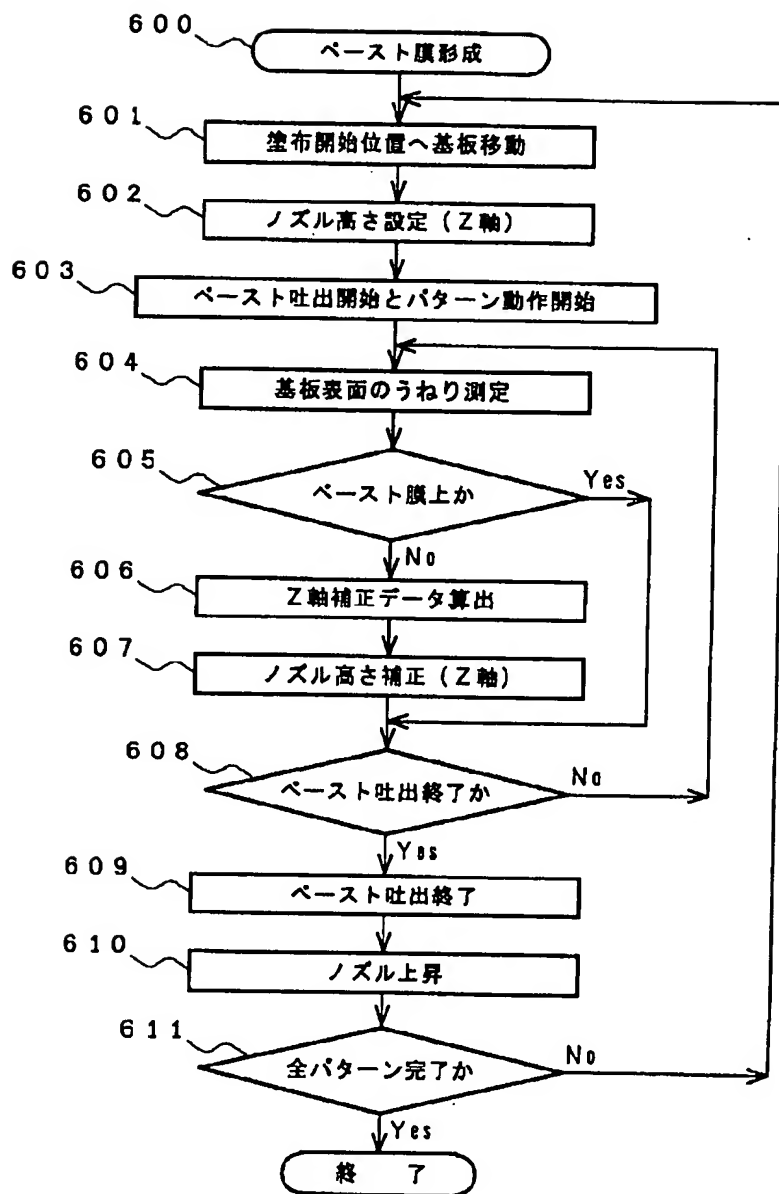 600
ペースト膜形成
601
塗布開始位置へ基板移動
602
ノズル高さ設定（Z軸）
603
ペースト吐出開始とパターン動作開始
604
基板表面のうねり測定
605
ペースト膜上か
Yes
No
606
Z軸補正データ算出
607
ノズル高さ補正（Z軸）
608
ペースト吐出終了か
No
Yes
609
ペースト吐出終了
610
ノズル上昇
611
全パターン完了か
No
Yes
終 了